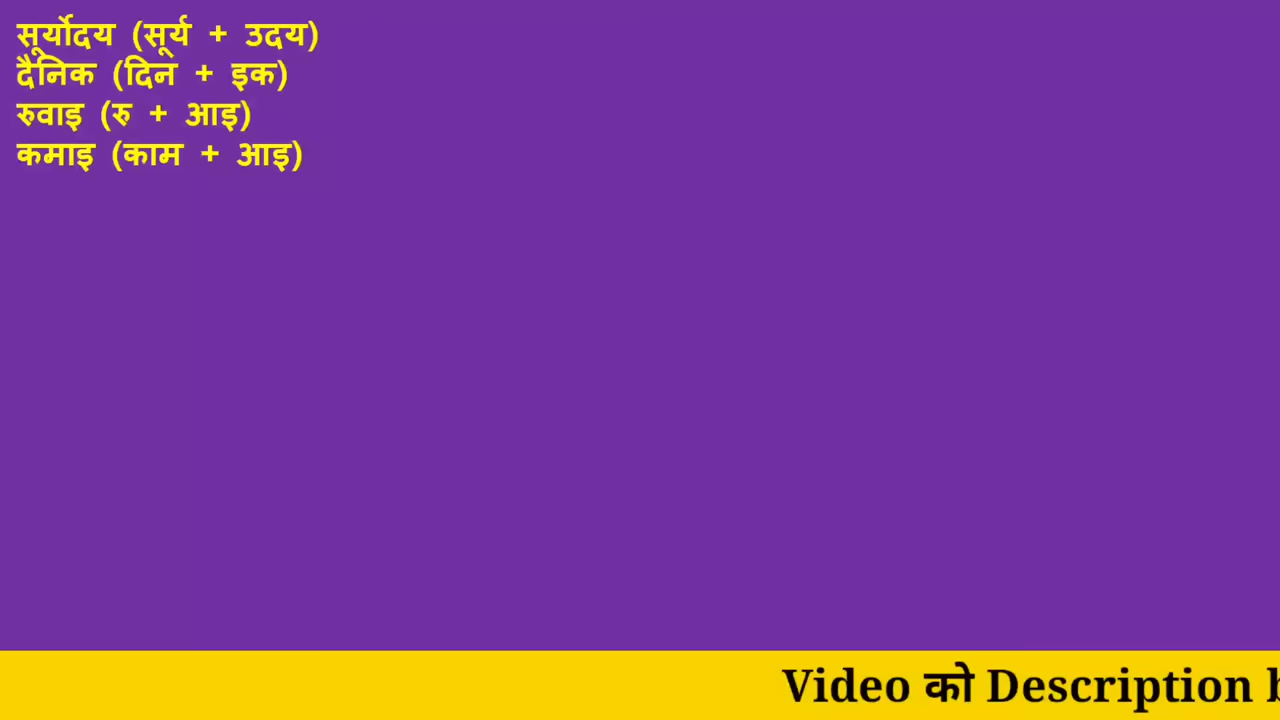 सूर्योदय (सूर्य + उदय)
दैनिक (दिन + इक)
रुवाइ (रु + आइ)
कमाइ (काम + आइ)
Video को Description